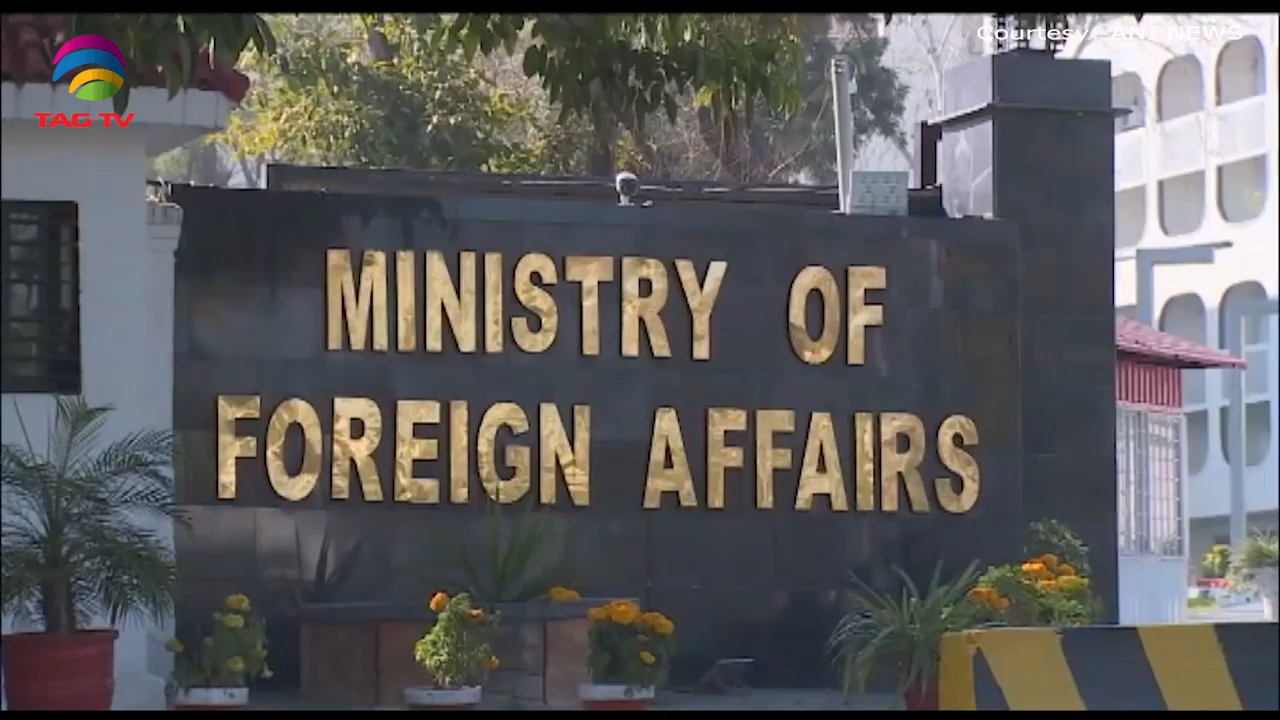 Courtesy: ANI NEWS
TAG TV
MINISTRY OF
FOREIGN AFFAIRS